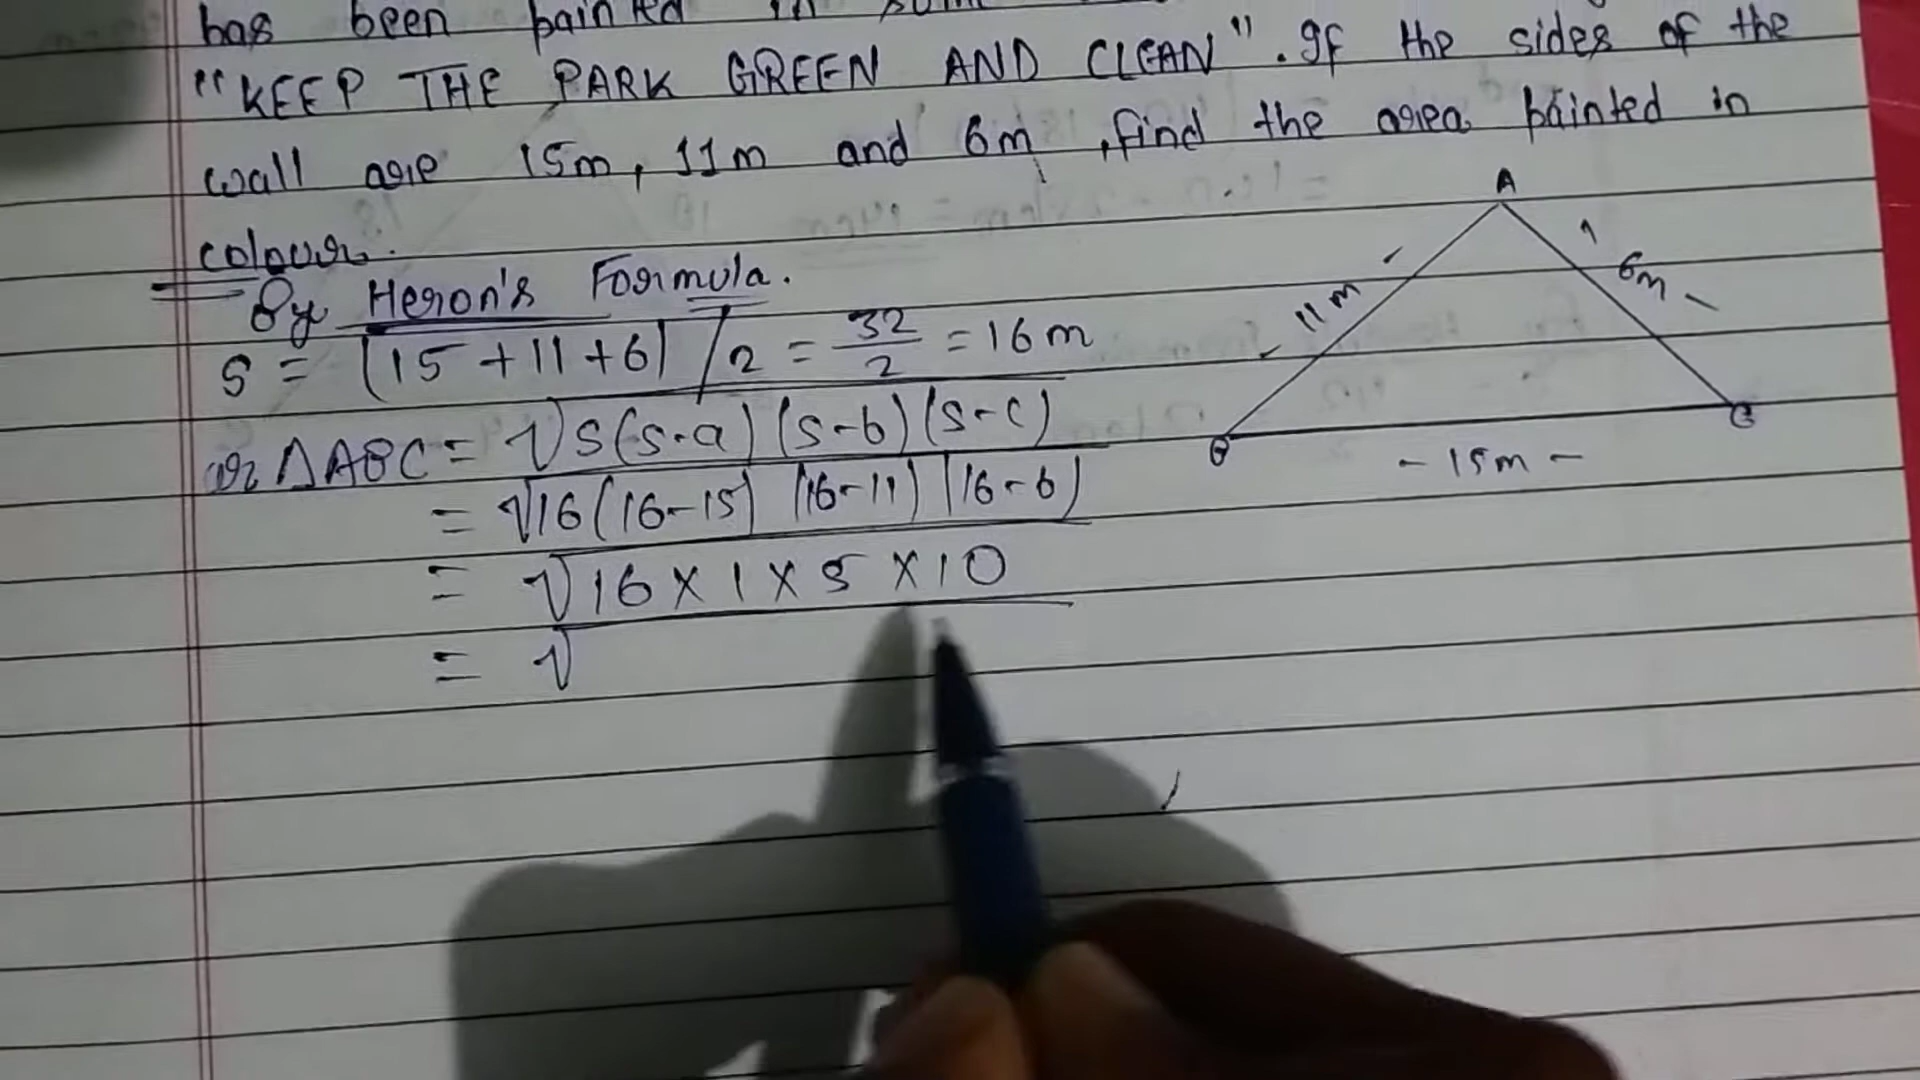 has been painted in
"KEEP THE PARK GREEN AND CLEAN". If the sides of the
wall are 15m, 11m and 6m, find the area painted in
colour.
By Heron's Formula.
S = (15+11+6)/2 = 32/2 = 16m
ar ΔABC = √S(S-a)(S-b)(S-c)
= √16(16-15)(16-11)(16-6)
= √16×1×5×10
= √
A
11m
6m
B
C
-15m-